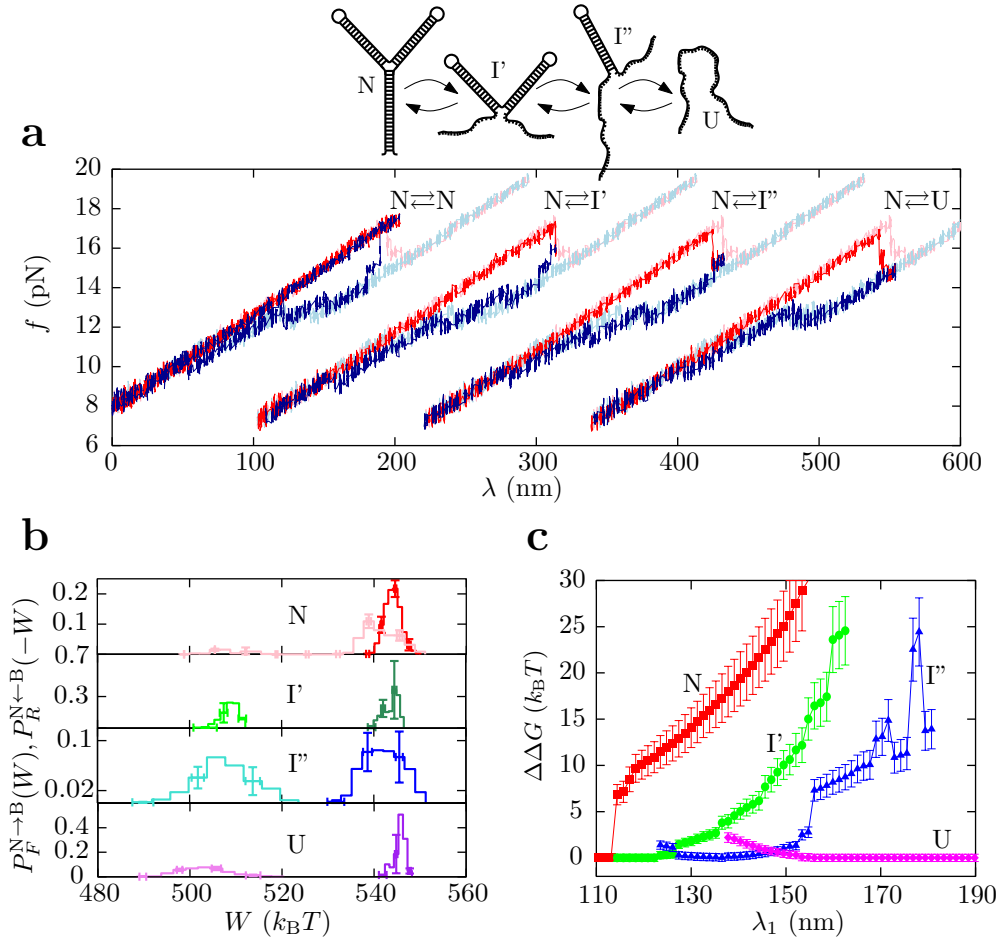 N
I'
I''
U
a
N⇄N
N⇄I'
N⇄I''
N⇄U
20
18
16
14
12
10
8
6
f (pN)
0 100 200 300 400 500 600
λ (nm)
b
0.2
0.1
0.7
0.3
0.1
0.02
0.5
0.2
0
N
I'
I''
U
P_F^{N→B}(W), P_R^{N←B}(−W)
480 500 520 540 560
W (k_BT)
c
30
25
20
15
10
5
0
N
I'
I''
U
ΔΔG (k_BT)
110 130 150 170 190
λ₁ (nm)